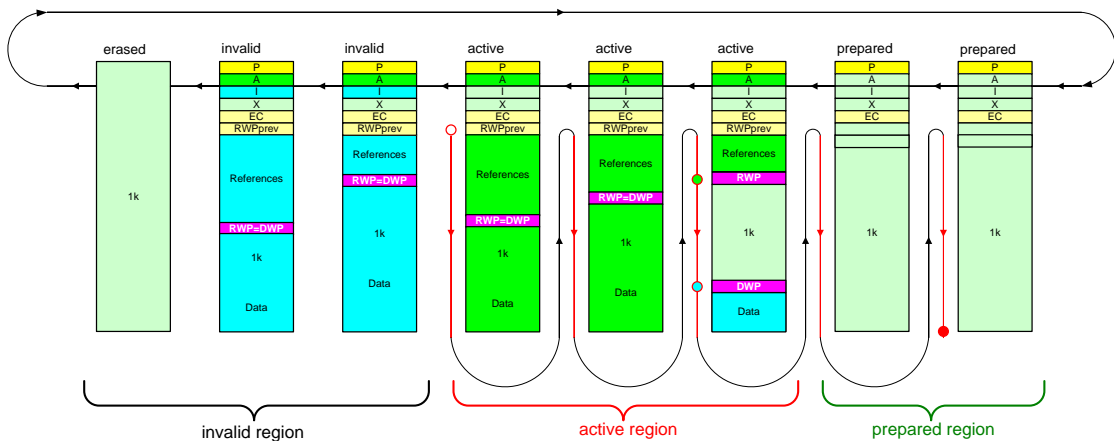 erased
1k
invalid
P
A
I
X
EC
RWPprev
References
RWP=DWP
1k
Data
invalid
P
A
I
X
EC
RWPprev
References
RWP=DWP
1k
Data
active
P
A
I
X
EC
RWPprev
References
RWP=DWP
1k
Data
active
P
A
I
X
EC
RWPprev
References
RWP=DWP
1k
Data
active
P
A
I
X
EC
RWPprev
References
RWP
1k
DWP
Data
prepared
P
A
I
X
EC
1k
prepared
P
A
I
X
EC
1k
invalid region
active region
prepared region